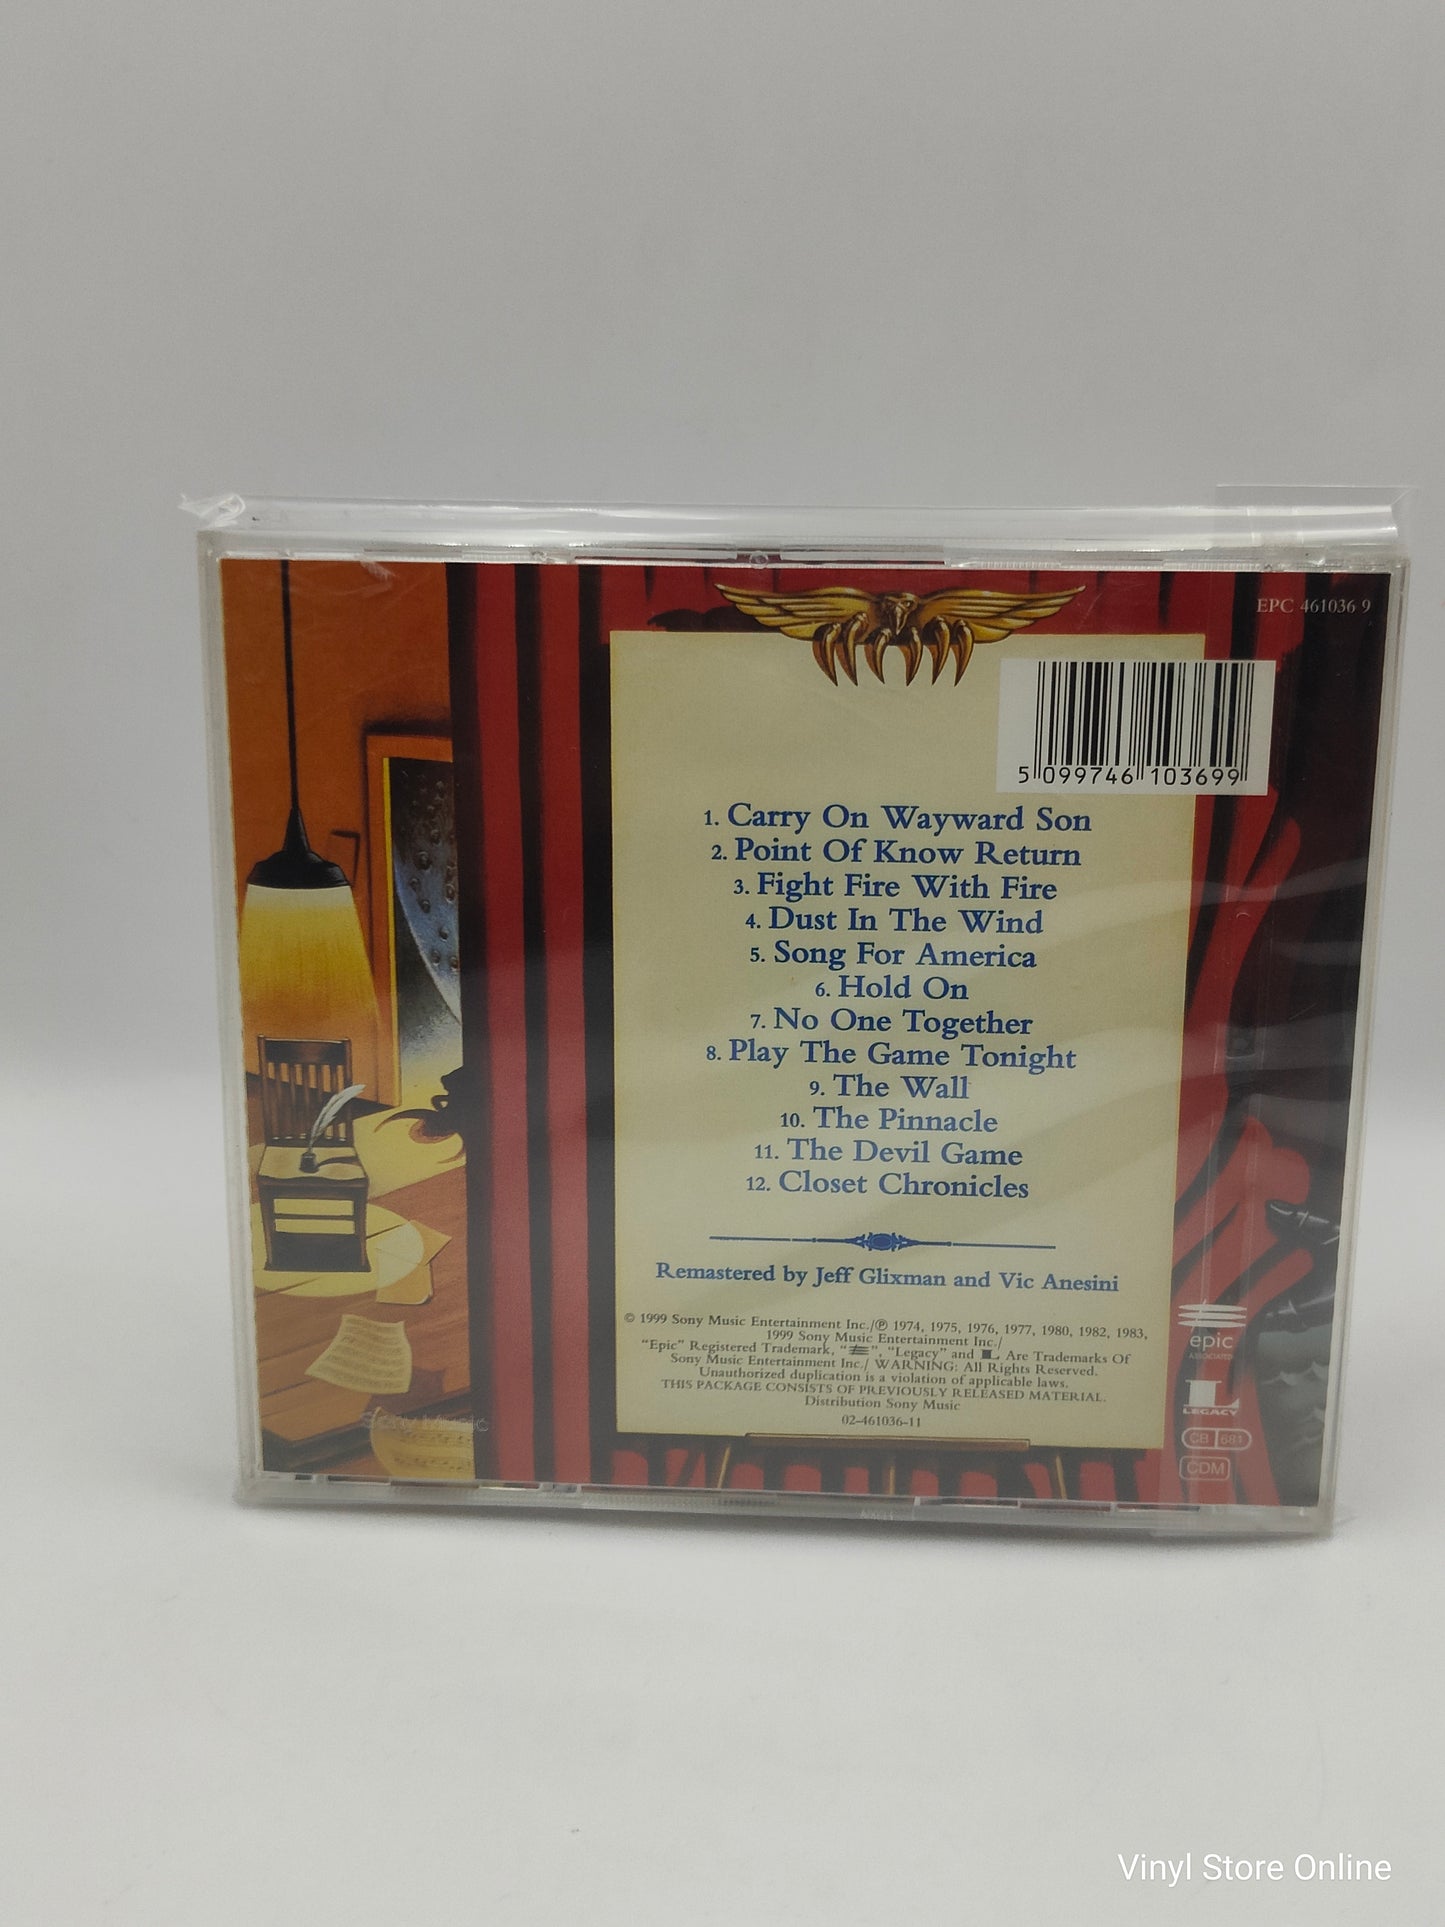 EPC 461036 9
5 099746 103699
1. Carry On Wayward Son
2. Point Of Know Return
3. Fight Fire With Fire
4. Dust In The Wind
5. Song For America
6. Hold On
7. No One Together
8. Play The Game Tonight
9. The Wall
10. The Pinnacle
11. The Devil Game
12. Closet Chronicles
Remastered by Jeff Glixman and Vic Anesini
© 1999 Sony Music Entertainment Inc./℗ 1974, 1975, 1976, 1977, 1980, 1982, 1983,
1999 Sony Music Entertainment Inc./
"Epic" Registered Trademark, "", "Legacy" and L Are Trademarks Of
Sony Music Entertainment Inc./ WARNING: All Rights Reserved.
Unauthorized duplication is a violation of applicable laws.
THIS PACKAGE CONSISTS OF PREVIOUSLY RELEASED MATERIAL.
Distribution Sony Music
02-461036-11
epic
ASSOCIATED
L
LEGACY
CB 681
CDM
Sony Music
Vinyl Store Online